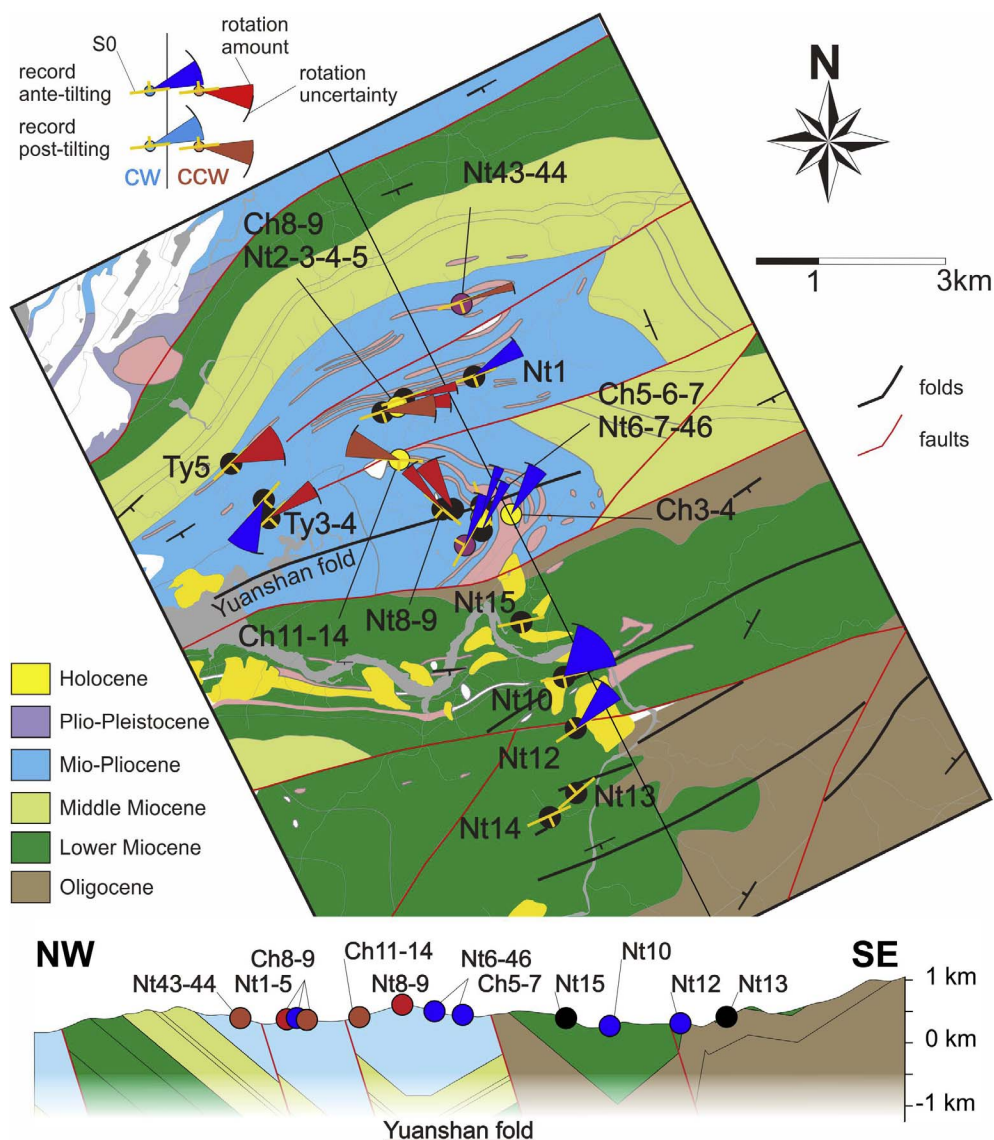 S0
rotation
amount
record
ante-tilting
rotation
uncertainty
record
post-tilting
CW
CCW
N
1
3km
Nt43-44
Ch8-9
Nt2-3-4-5
Nt1
Ch5-6-7
Nt6-7-46
folds
faults
Ty5
Ty3-4
Ch3-4
Yuanshan fold
Nt15
Ch11-14
Nt8-9
Nt10
Nt12
Nt13
Nt14
Holocene
Plio-Pleistocene
Mio-Pliocene
Middle Miocene
Lower Miocene
Oligocene
NW
SE
Nt43-44
Ch8-9
Nt1-5
Ch11-14
Nt8-9
Nt6-46
Ch5-7
Nt15
Nt10
Nt12
Nt13
1 km
0 km
-1 km
Yuanshan fold